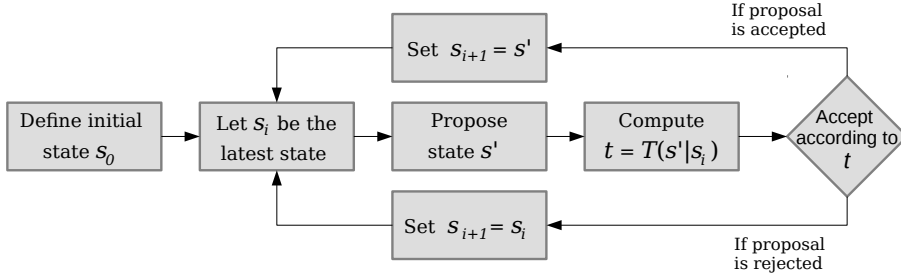 If proposal
is accepted
Set s_{i+1} = s'
Define initial
state s_0
Let s_i be the
latest state
Propose
state s'
Compute
t = T(s'|s_i)
Accept
according to
t
Set s_{i+1} = s_i
If proposal
is rejected